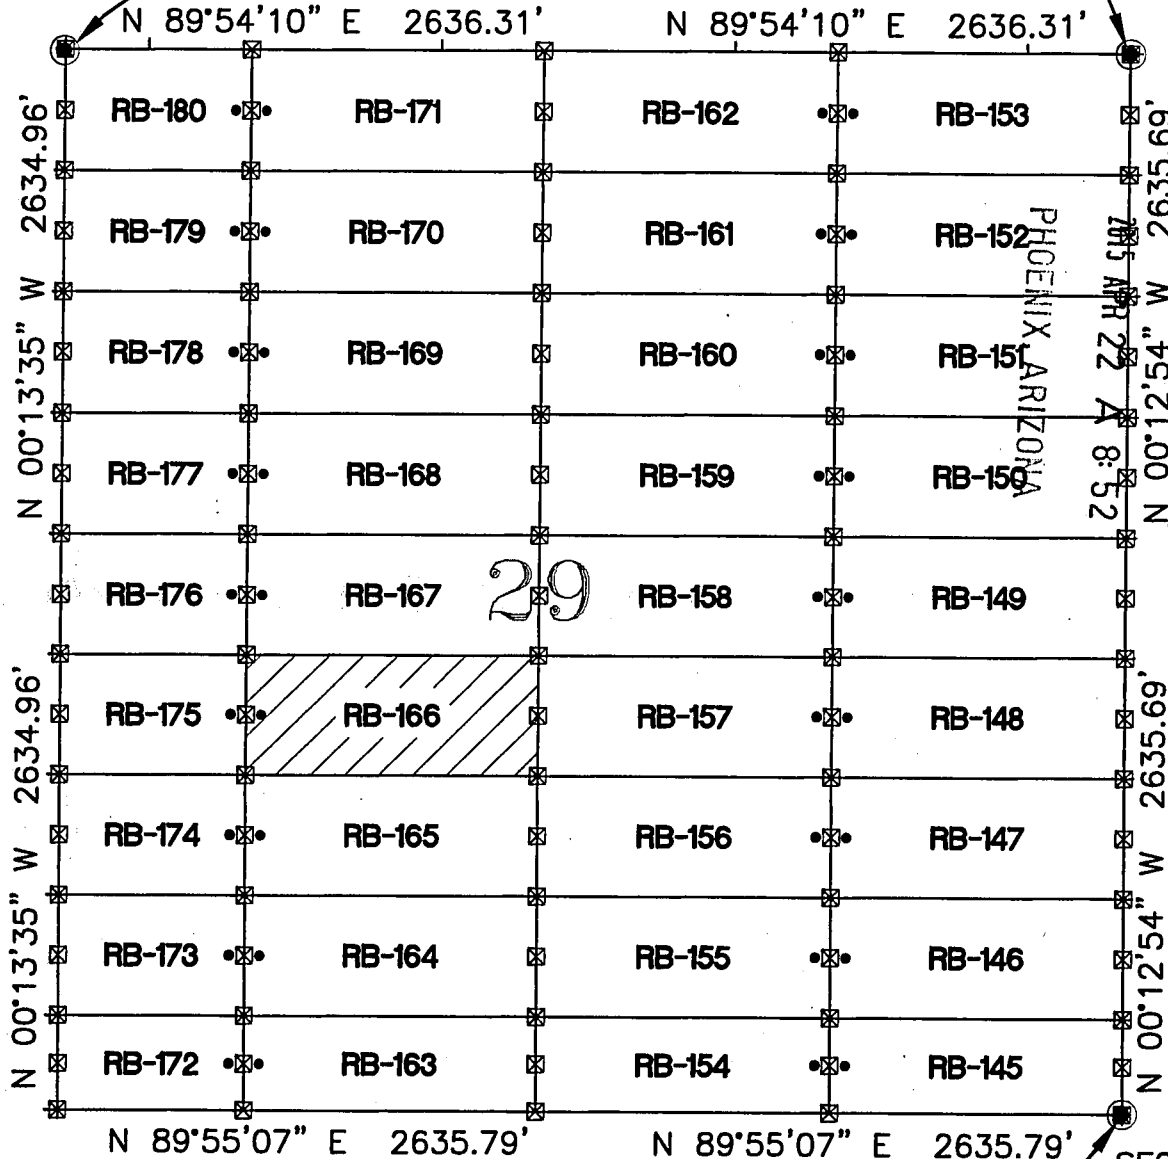 N 89°54'10" E 2636.31' N 89°54'10" E 2636.31'
RB-180 RB-171 RB-162 RB-153
RB-179 RB-170 RB-161 RB-152
RB-178 RB-169 RB-160 RB-151
RB-177 RB-168 RB-159 RB-150
RB-176 RB-167 29 RB-158 RB-149
RB-175 RB-166 RB-157 RB-148
RB-174 RB-165 RB-156 RB-147
RB-173 RB-164 RB-155 RB-146
RB-172 RB-163 RB-154 RB-145
N 89°55'07" E 2635.79' N 89°55'07" E 2635.79'
N 00°13'35" W 2634.96'
N 00°13'35" W 2634.96'
N 00°12'54" W 2635.69'
N 00°12'54" W 2635.69'
2015 APR 22 A 8:52
PHOENIX, ARIZONA